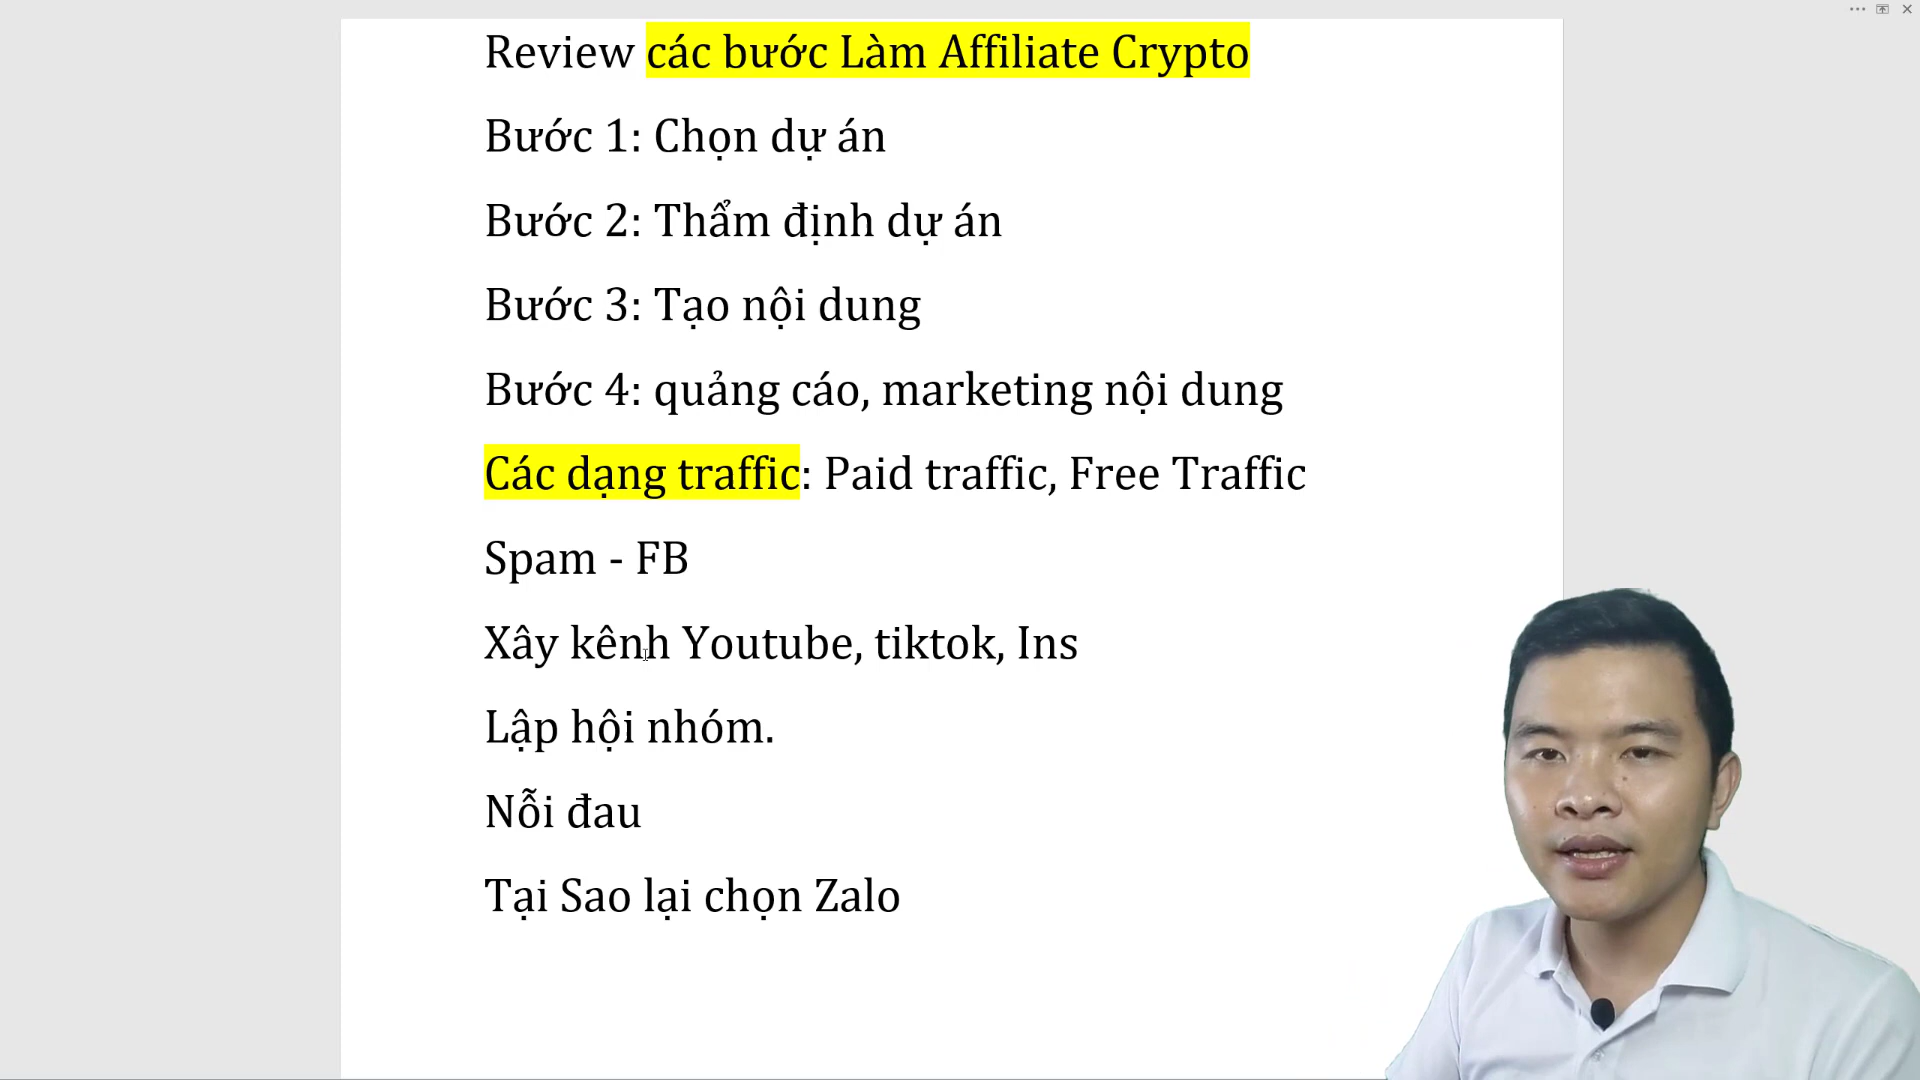 Review các bước Làm Affiliate Crypto
Bước 1: Chọn dự án
Bước 2: Thẩm định dự án
Bước 3: Tạo nội dung
Bước 4: quảng cáo, marketing nội dung
Các dạng traffic: Paid traffic, Free Traffic
Spam - FB
Xây kênh Youtube, tiktok, Ins
Lập hội nhóm.
Nỗi đau
Tại Sao lại chọn Zalo